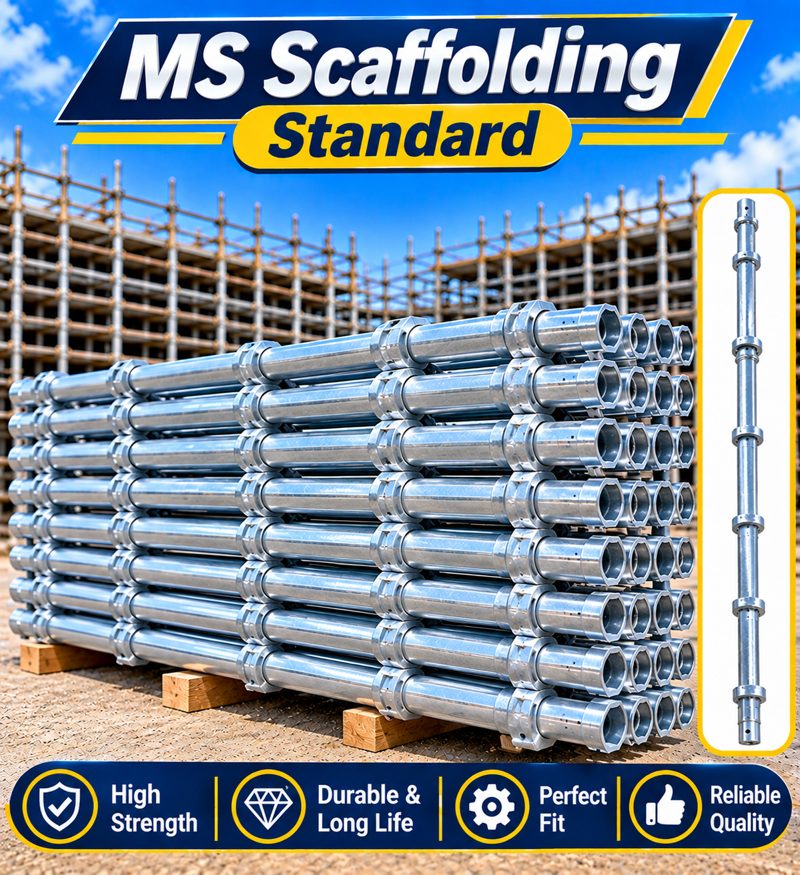 MS Scaffolding
Standard
High
Strength
Durable &
Long Life
Perfect
Fit
Reliable
Quality